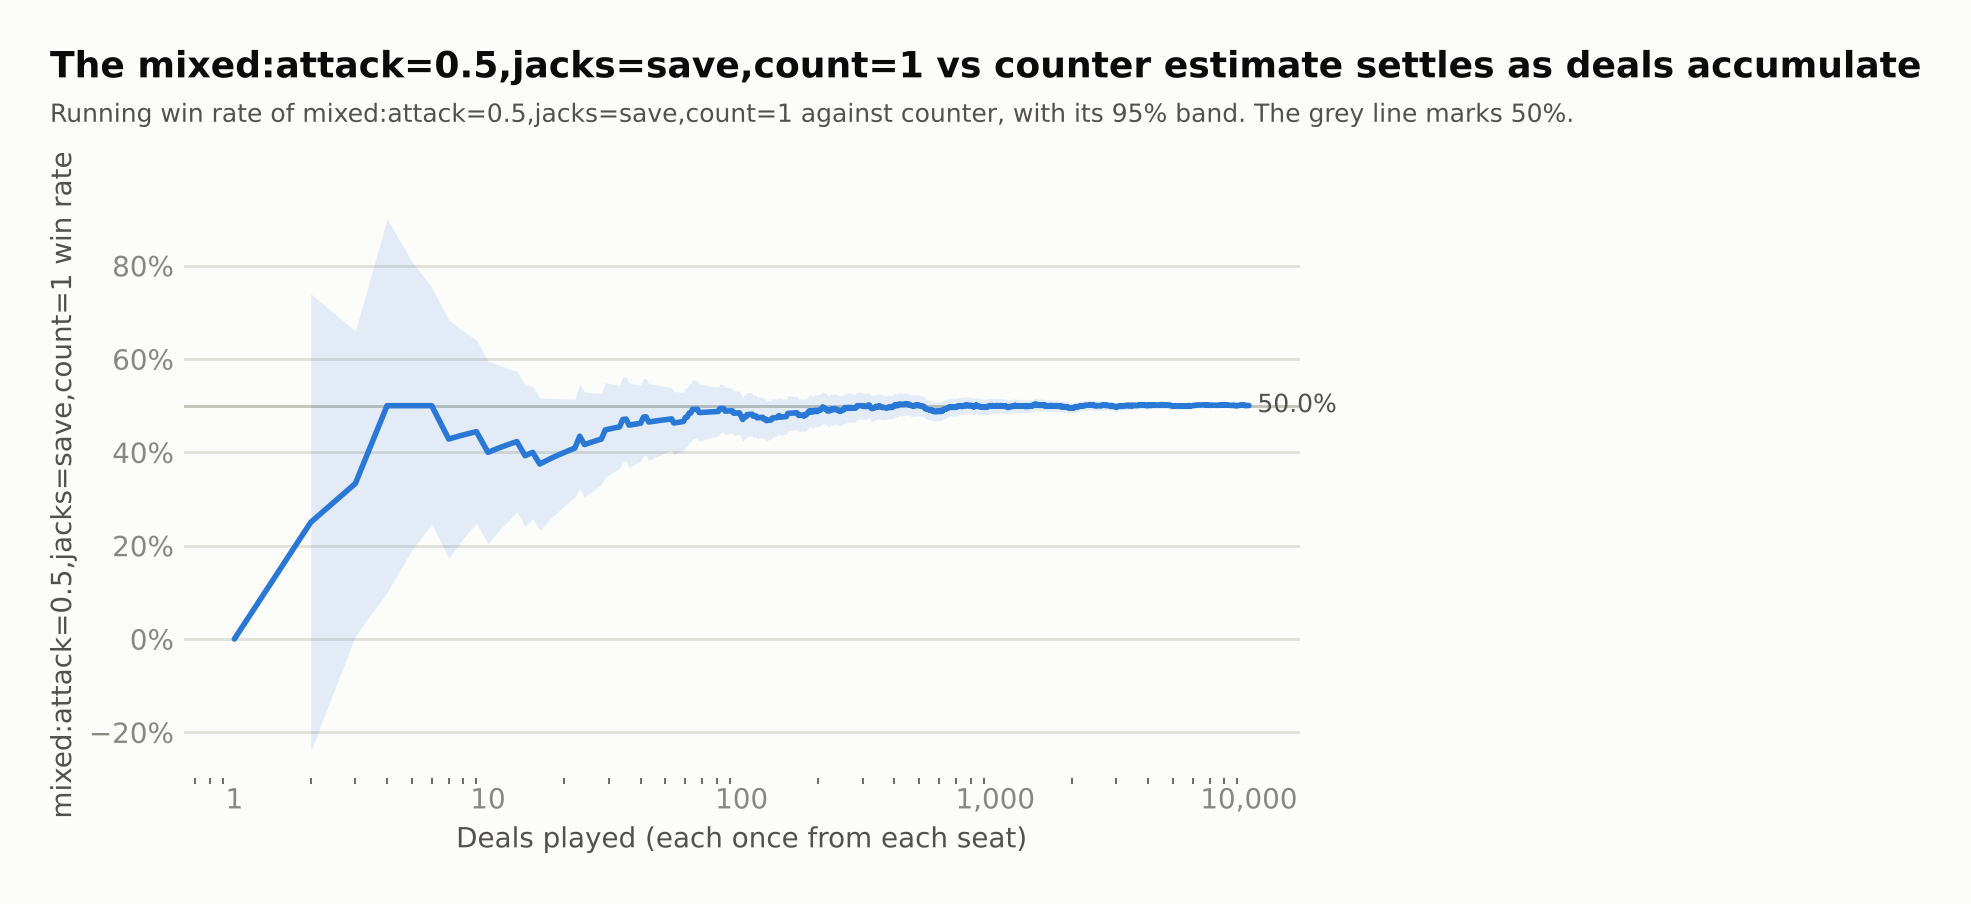 The mixed:attack=0.5,jacks=save,count=1 vs counter estimate settles as deals accumulate
Running win rate of mixed:attack=0.5,jacks=save,count=1 against counter, with its 95% band. The grey line marks 50%.
mixed:attack=0.5,jacks=save,count=1 win rate
80%
60%
50.0%
40%
20%
0%
−20%
1 10 100 1,000 10,000
Deals played (each once from each seat)